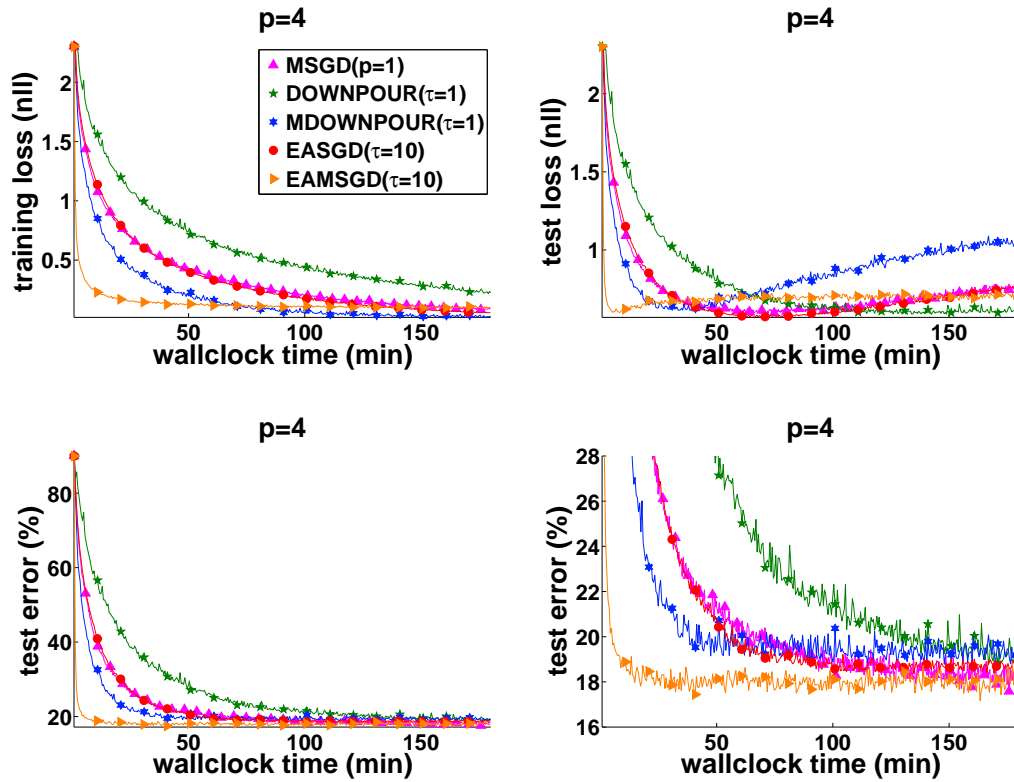 p=4
training loss (nll)
2
1.5
1
0.5
MSGD(p=1)
DOWNPOUR(τ=1)
MDOWNPOUR(τ=1)
EASGD(τ=10)
EAMSGD(τ=10)
50
100
150
wallclock time (min)
p=4
test loss (nll)
2
1.5
1
50
100
150
wallclock time (min)
p=4
test error (%)
80
60
40
20
50
100
150
wallclock time (min)
p=4
test error (%)
28
26
24
22
20
18
16
50
100
150
wallclock time (min)